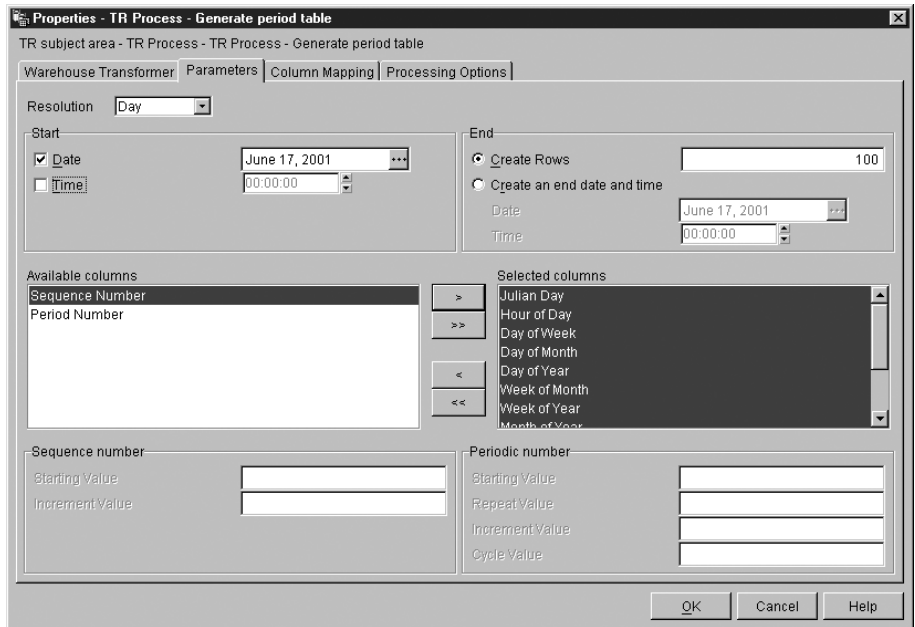 Properties - TR Process - Generate period table
TR subject area - TR Process - TR Process - Generate period table
Warehouse Transformer Parameters Column Mapping Processing Options
Resolution Day
Start
Date June 17, 2001
Time 00:00:00
End
Create Rows 100
Create an end date and time
Date June 17, 2001
Time 00:00:00
Available columns
Sequence Number
Period Number
>
>>
<
<<
Selected columns
Julian Day
Hour of Day
Day of Week
Day of Month
Day of Year
Week of Month
Week of Year
Month of Year
Sequence number
Starting Value
Increment Value
Periodic number
Starting Value
Repeat Value
Increment Value
Cycle Value
OK Cancel Help